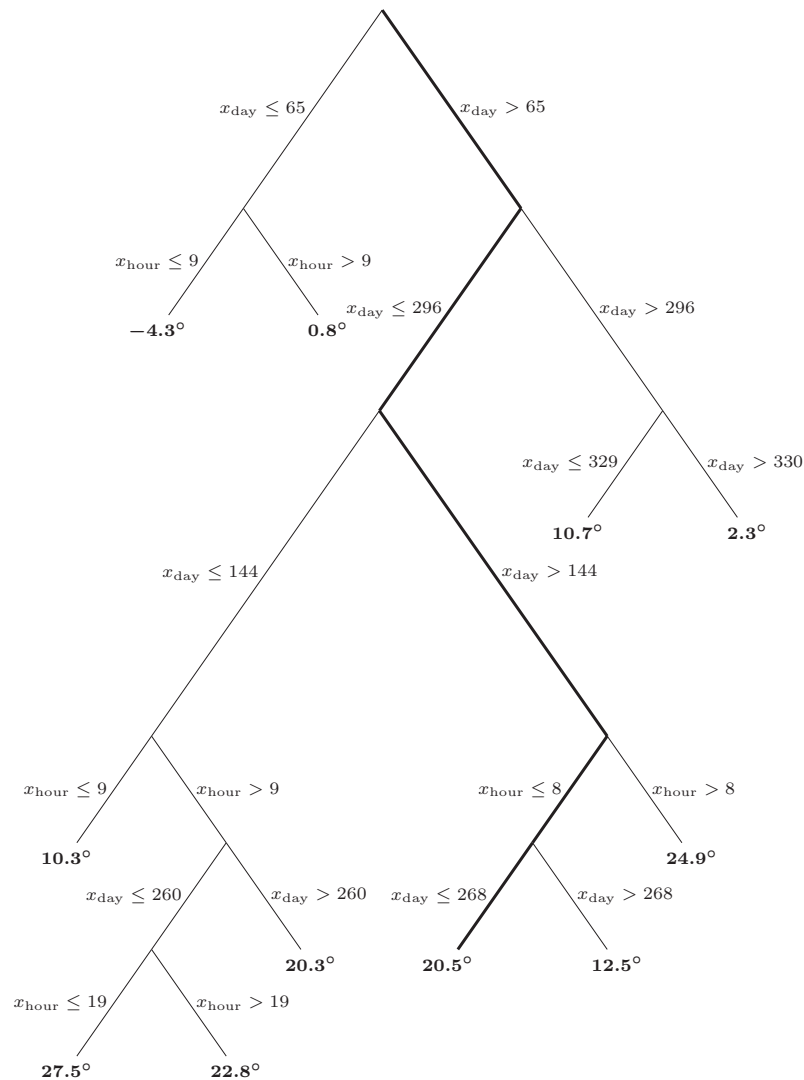 x_day ≤ 65
x_day > 65
x_hour ≤ 9
x_hour > 9
x_day ≤ 296
x_day > 296
−4.3°
0.8°
x_day ≤ 329
x_day > 330
10.7°
2.3°
x_day ≤ 144
x_day > 144
x_hour ≤ 9
x_hour > 9
x_hour ≤ 8
x_hour > 8
10.3°
24.9°
x_day ≤ 260
x_day > 260
x_day ≤ 268
x_day > 268
20.3°
20.5°
12.5°
x_hour ≤ 19
x_hour > 19
27.5°
22.8°